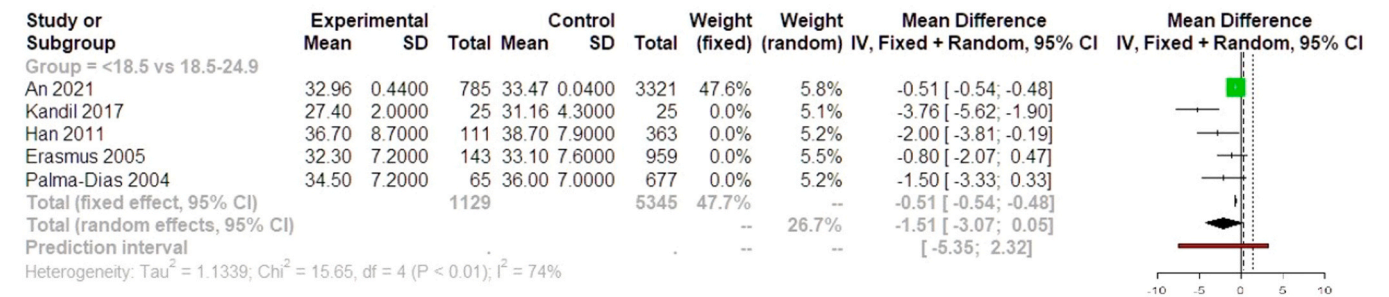 Study or Experimental Control Weight Weight Mean Difference Mean Difference
Subgroup Mean SD Total Mean SD Total (fixed) (random) IV, Fixed + Random, 95% CI IV, Fixed + Random, 95% CI
Group = <18.5 vs 18.5-24.9
An 2021 32.96 0.4400 785 33.47 0.0400 3321 47.6% 5.8% -0.51 [ -0.54; -0.48]
Kandil 2017 27.40 2.0000 25 31.16 4.3000 25 0.0% 5.1% -3.76 [ -5.62; -1.90]
Han 2011 36.70 8.7000 111 38.70 7.9000 363 0.0% 5.2% -2.00 [ -3.81; -0.19]
Erasmus 2005 32.30 7.2000 143 33.10 7.6000 959 0.0% 5.5% -0.80 [ -2.07; 0.47]
Palma-Dias 2004 34.50 7.2000 65 36.00 7.0000 677 0.0% 5.2% -1.50 [ -3.33; 0.33]
Total (fixed effect, 95% CI) 1129 5345 47.7% -- -0.51 [ -0.54; -0.48]
Total (random effects, 95% CI) -- 26.7% -1.51 [ -3.07; 0.05]
Prediction interval . . -- -- [ -5.35; 2.32]
Heterogeneity: Tau² = 1.1339; Chi² = 15.65, df = 4 (P < 0.01); I² = 74%
-10 -5 0 5 10